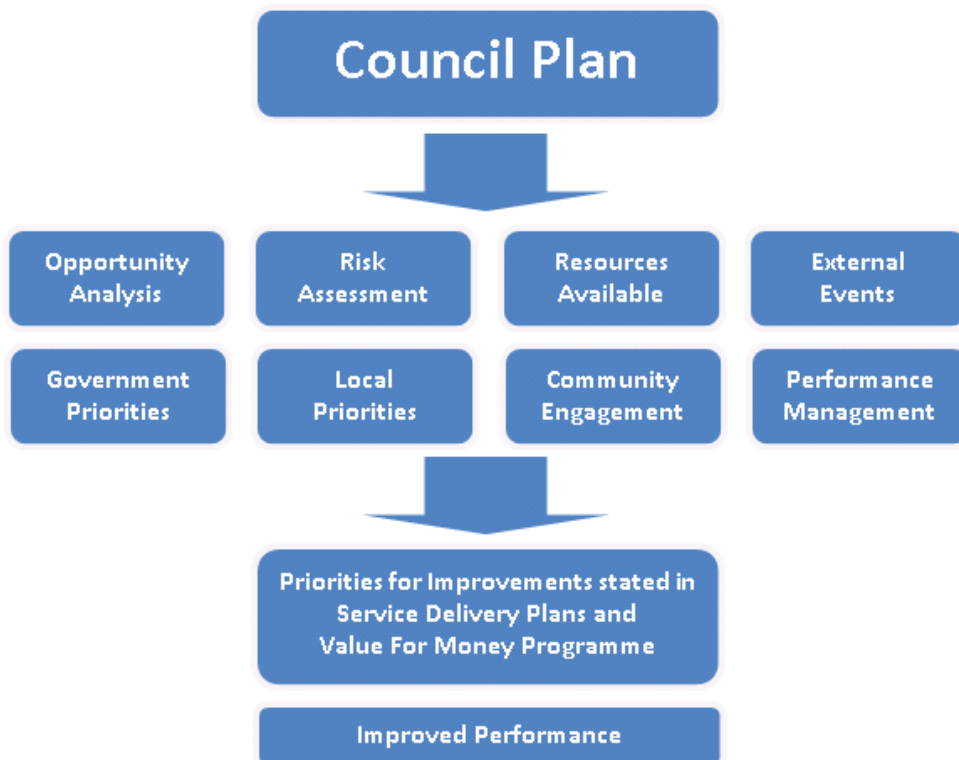 Council Plan
Opportunity
Analysis
Risk
Assessment
Resources
Available
External
Events
Government
Priorities
Local
Priorities
Community
Engagement
Performance
Management
Priorities for Improvements stated in
Service Delivery Plans and
Value For Money Programme
Improved Performance